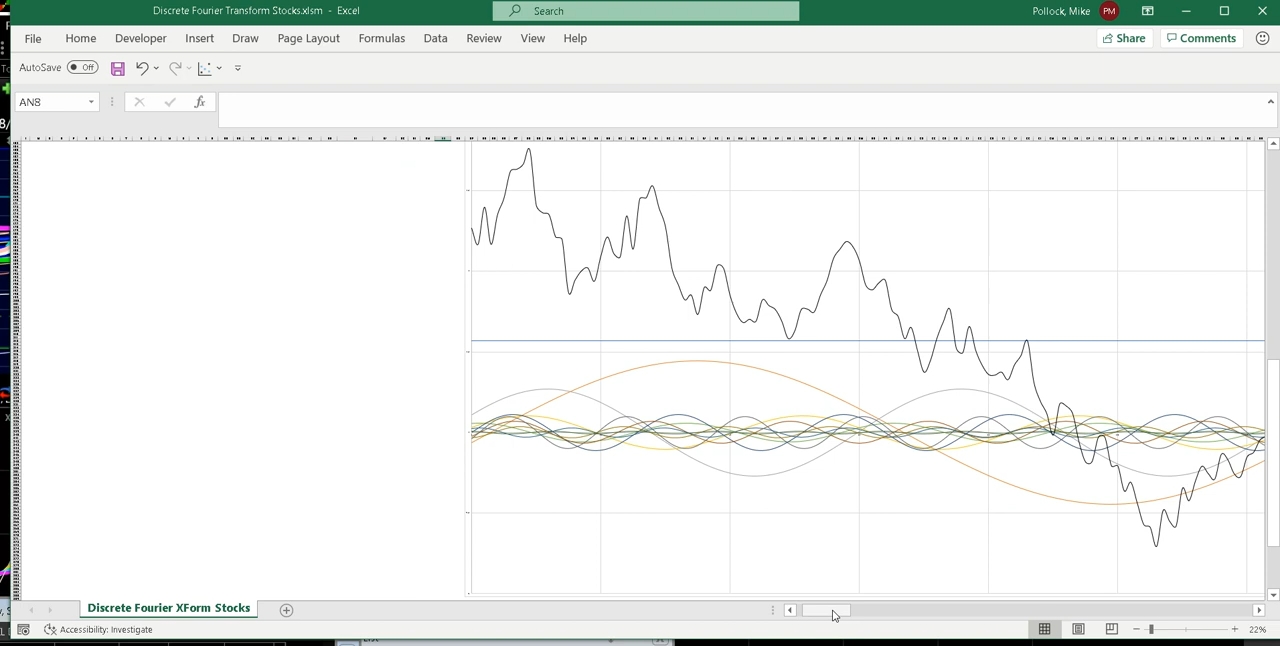 Discrete Fourier Transform Stocks.xlsm - Excel
Search
Pollock, Mike
PM
File Home Developer Insert Draw Page Layout Formulas Data Review View Help
Share Comments
AutoSave Off
AN8
fx
Discrete Fourier XForm Stocks
Accessibility: Investigate
22%